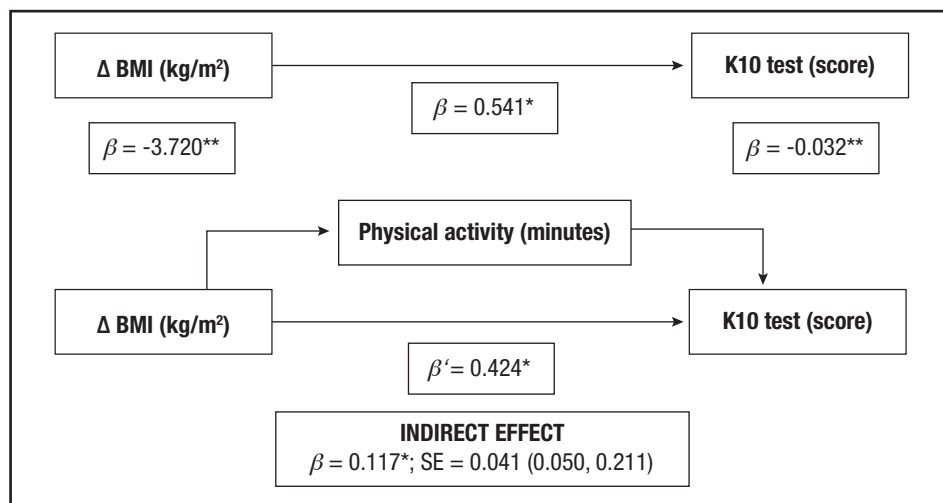 Δ BMI (kg/m²)
K10 test (score)
β = 0.541*
β = -3.720**
β = -0.032**
Physical activity (minutes)
Δ BMI (kg/m²)
K10 test (score)
β‘= 0.424*
INDIRECT EFFECT
β = 0.117*; SE = 0.041 (0.050, 0.211)